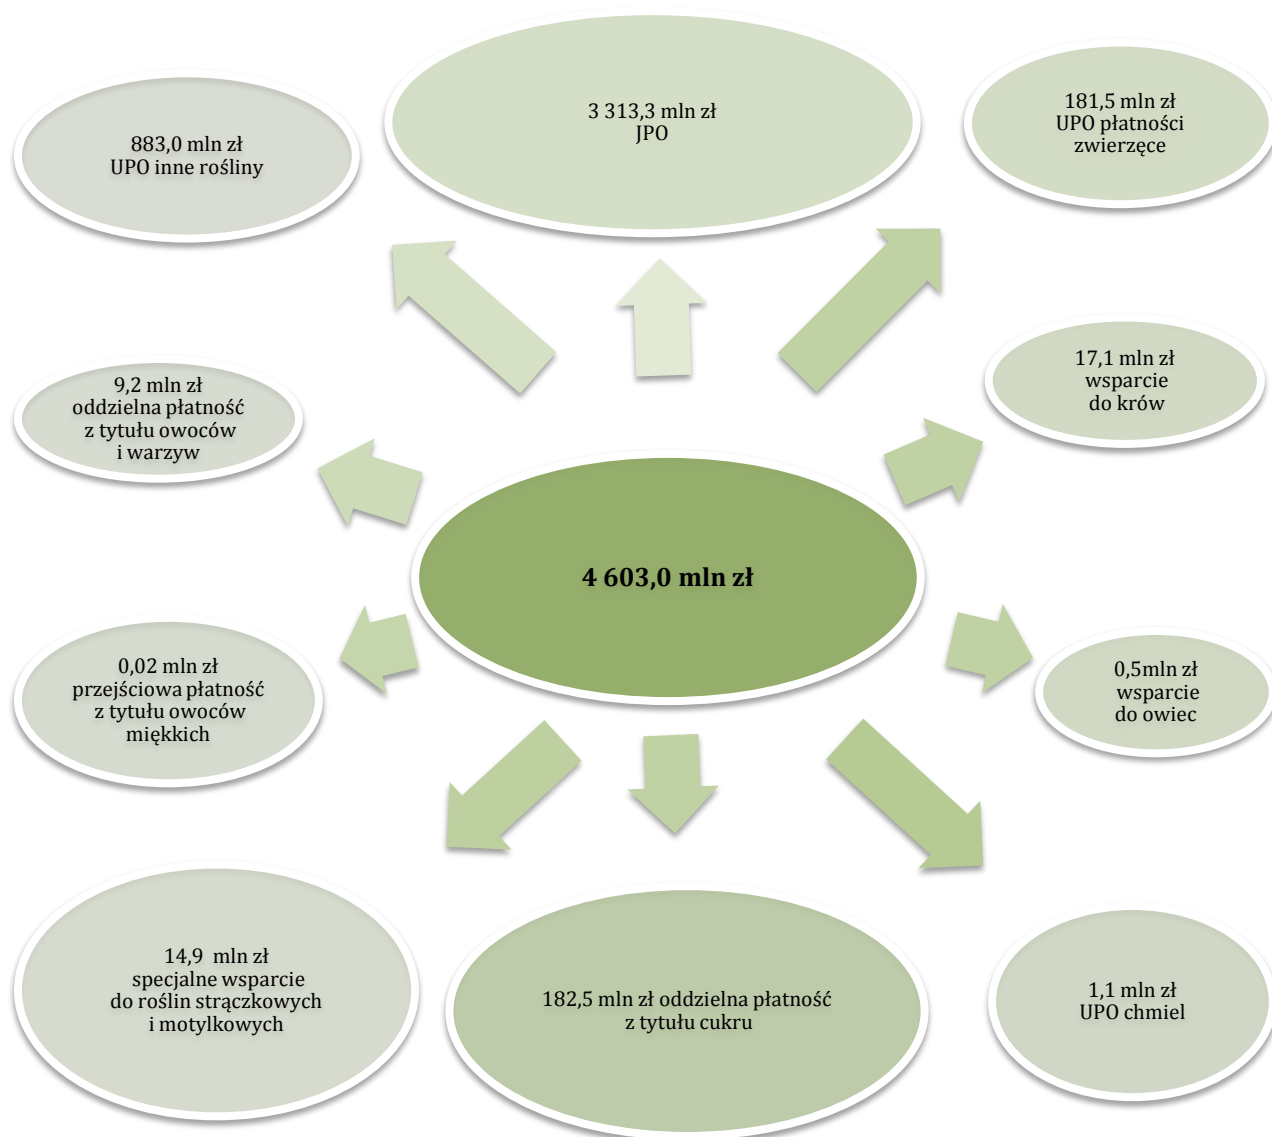 3 313,3 mln zł
JPO
883,0 mln zł
UPO inne rośliny
181,5 mln zł
UPO płatności
zwierzęce
9,2 mln zł
oddzielna płatność
z tytułu owoców
i warzyw
17,1 mln zł
wsparcie
do krów
4 603,0 mln zł
0,02 mln zł
przejściowa płatność
z tytułu owoców
miękkich
0,5mln zł
wsparcie
do owiec
14,9 mln zł
specjalne wsparcie
do roślin strączkowych
i motylkowych
182,5 mln zł oddzielna płatność
z tytułu cukru
1,1 mln zł
UPO chmiel